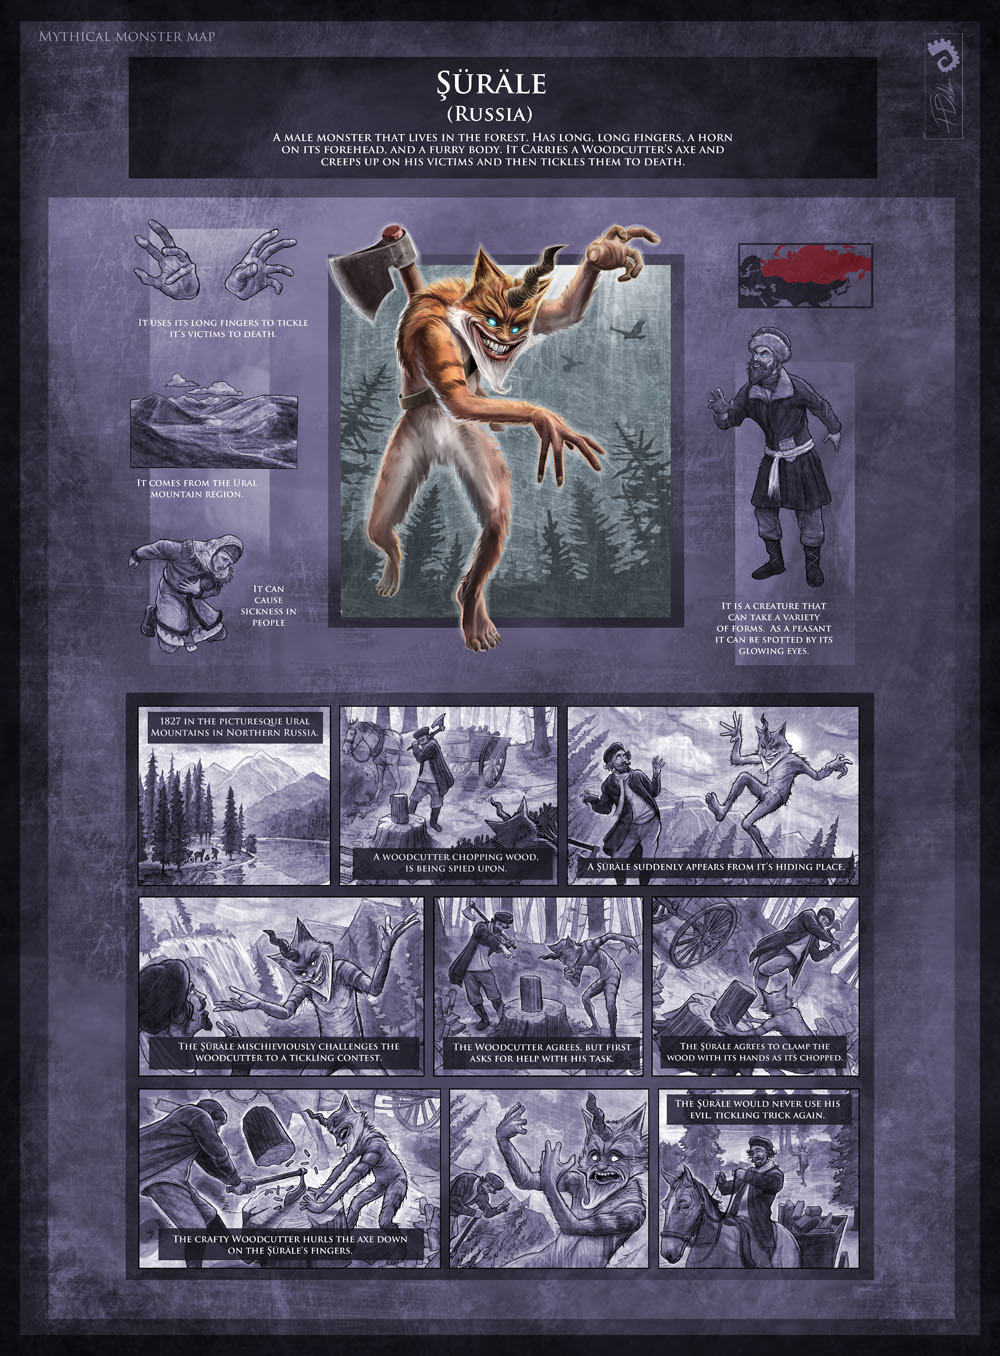 Mythical monster map
Şüräle
(Russia)
A male monster that lives in the forest. Has long, long fingers, a horn
on its forehead, and a furry body. It Carries a Woodcutter's axe and
creeps up on his victims and then tickles them to death.
It uses its long fingers to tickle
it's victims to death.
It comes from the Ural
mountain region.
It can
cause
sickness in
people
It is a creature that
can take a variety
of forms. As a peasant
it can be spotted by its
glowing eyes.
1827 in the picturesque Ural
Mountains in Northern Russia.
A woodcutter chopping wood,
is being spied upon.
A Şüräle suddenly appears from it's hiding place.
The Şüräle mischieviously challenges the
woodcutter to a tickling contest.
The Woodcutter agrees, but first
asks for help with his task.
The Şüräle agrees to clamp the
wood with its hands as its chopped.
The crafty Woodcutter hurls the axe down
on the Şüräle's fingers.
The Şüräle would never use his
evil, tickling trick again.